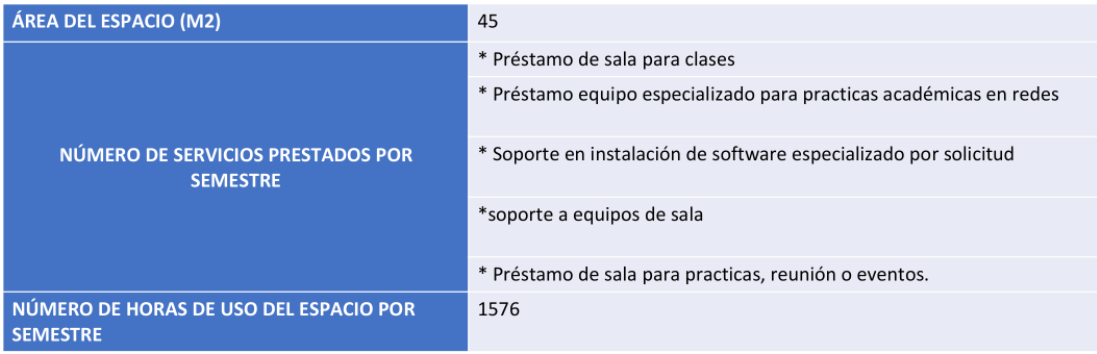 ÁREA DEL ESPACIO (M2)
45
NÚMERO DE SERVICIOS PRESTADOS POR
SEMESTRE
* Préstamo de sala para clases
* Préstamo equipo especializado para practicas académicas en redes
* Soporte en instalación de software especializado por solicitud
*soporte a equipos de sala
* Préstamo de sala para practicas, reunión o eventos.
NÚMERO DE HORAS DE USO DEL ESPACIO POR
SEMESTRE
1576